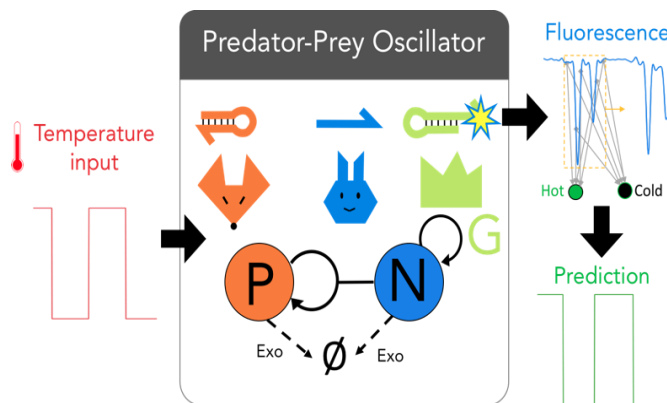 Predator-Prey Oscillator
Fluorescence
Temperature
input
Hot
Cold
G
P
N
Exo
Ø
Exo
Prediction